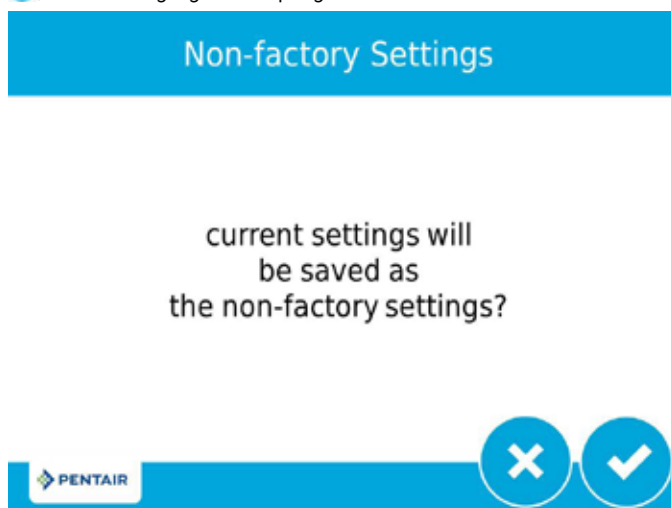 Non-factory Settings
current settings will
be saved as
the non-factory settings?
PENTAIR